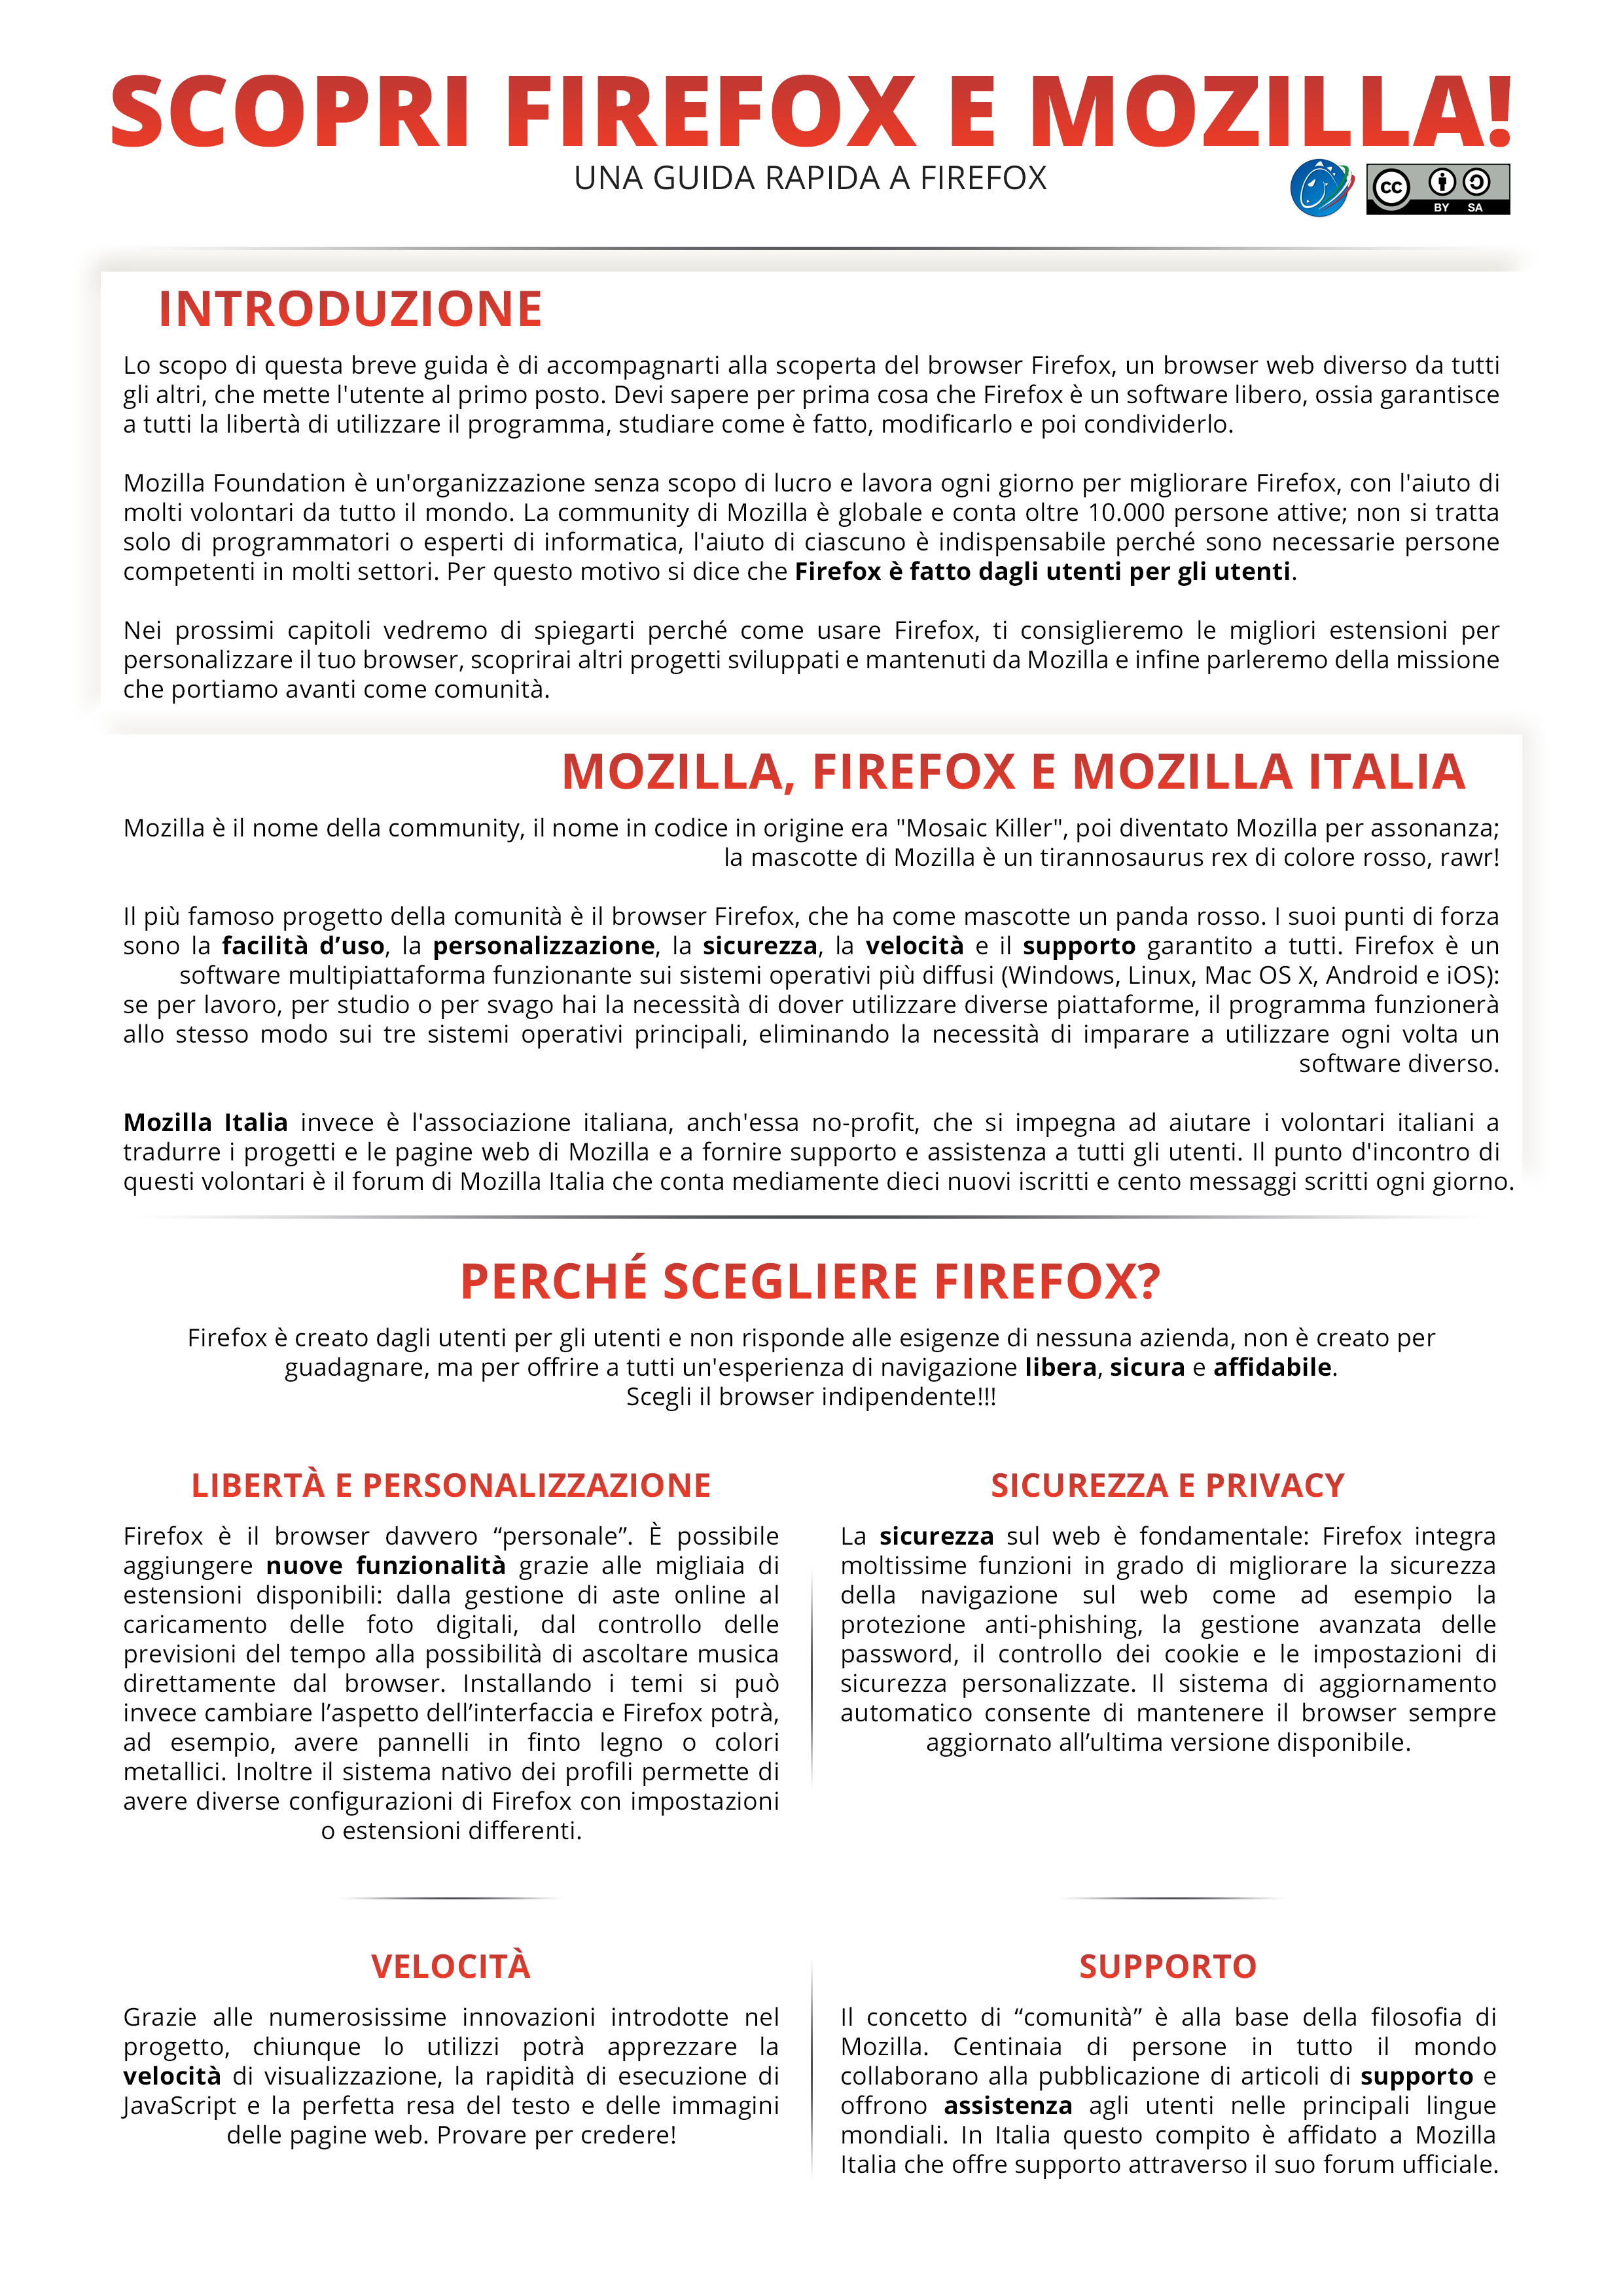 SCOPRI FIREFOX E MOZILLA!
UNA GUIDA RAPIDA A FIREFOX
cc
BY SA
INTRODUZIONE
Lo scopo di questa breve guida è di accompagnarti alla scoperta del browser Firefox, un browser web diverso da tutti
gli altri, che mette l'utente al primo posto. Devi sapere per prima cosa che Firefox è un software libero, ossia garantisce
a tutti la libertà di utilizzare il programma, studiare come è fatto, modificarlo e poi condividerlo.
Mozilla Foundation è un'organizzazione senza scopo di lucro e lavora ogni giorno per migliorare Firefox, con l'aiuto di
molti volontari da tutto il mondo. La community di Mozilla è globale e conta oltre 10.000 persone attive; non si tratta
solo di programmatori o esperti di informatica, l'aiuto di ciascuno è indispensabile perché sono necessarie persone
competenti in molti settori. Per questo motivo si dice che Firefox è fatto dagli utenti per gli utenti.
Nei prossimi capitoli vedremo di spiegarti perché come usare Firefox, ti consiglieremo le migliori estensioni per
personalizzare il tuo browser, scoprirai altri progetti sviluppati e mantenuti da Mozilla e infine parleremo della missione
che portiamo avanti come comunità.
MOZILLA, FIREFOX E MOZILLA ITALIA
Mozilla è il nome della community, il nome in codice in origine era "Mosaic Killer", poi diventato Mozilla per assonanza;
la mascotte di Mozilla è un tirannosaurus rex di colore rosso, rawr!
Il più famoso progetto della comunità è il browser Firefox, che ha come mascotte un panda rosso. I suoi punti di forza
sono la facilità d’uso, la personalizzazione, la sicurezza, la velocità e il supporto garantito a tutti. Firefox è un
software multipiattaforma funzionante sui sistemi operativi più diffusi (Windows, Linux, Mac OS X, Android e iOS):
se per lavoro, per studio o per svago hai la necessità di dover utilizzare diverse piattaforme, il programma funzionerà
allo stesso modo sui tre sistemi operativi principali, eliminando la necessità di imparare a utilizzare ogni volta un
software diverso.
Mozilla Italia invece è l'associazione italiana, anch'essa no-profit, che si impegna ad aiutare i volontari italiani a
tradurre i progetti e le pagine web di Mozilla e a fornire supporto e assistenza a tutti gli utenti. Il punto d'incontro di
questi volontari è il forum di Mozilla Italia che conta mediamente dieci nuovi iscritti e cento messaggi scritti ogni giorno.
PERCHÉ SCEGLIERE FIREFOX?
Firefox è creato dagli utenti per gli utenti e non risponde alle esigenze di nessuna azienda, non è creato per
guadagnare, ma per offrire a tutti un'esperienza di navigazione libera, sicura e affidabile.
Scegli il browser indipendente!!!
LIBERTÀ E PERSONALIZZAZIONE
Firefox è il browser davvero “personale”. È possibile
aggiungere nuove funzionalità grazie alle migliaia di
estensioni disponibili: dalla gestione di aste online al
caricamento delle foto digitali, dal controllo delle
previsioni del tempo alla possibilità di ascoltare musica
direttamente dal browser. Installando i temi si può
invece cambiare l’aspetto dell’interfaccia e Firefox potrà,
ad esempio, avere pannelli in finto legno o colori
metallici. Inoltre il sistema nativo dei profili permette di
avere diverse configurazioni di Firefox con impostazioni
o estensioni differenti.
SICUREZZA E PRIVACY
La sicurezza sul web è fondamentale: Firefox integra
moltissime funzioni in grado di migliorare la sicurezza
della navigazione sul web come ad esempio la
protezione anti-phishing, la gestione avanzata delle
password, il controllo dei cookie e le impostazioni di
sicurezza personalizzate. Il sistema di aggiornamento
automatico consente di mantenere il browser sempre
aggiornato all’ultima versione disponibile.
VELOCITÀ
Grazie alle numerosissime innovazioni introdotte nel
progetto, chiunque lo utilizzi potrà apprezzare la
velocità di visualizzazione, la rapidità di esecuzione di
JavaScript e la perfetta resa del testo e delle immagini
delle pagine web. Provare per credere!
SUPPORTO
Il concetto di “comunità” è alla base della filosofia di
Mozilla. Centinaia di persone in tutto il mondo
collaborano alla pubblicazione di articoli di supporto e
offrono assistenza agli utenti nelle principali lingue
mondiali. In Italia questo compito è affidato a Mozilla
Italia che offre supporto attraverso il suo forum ufficiale.